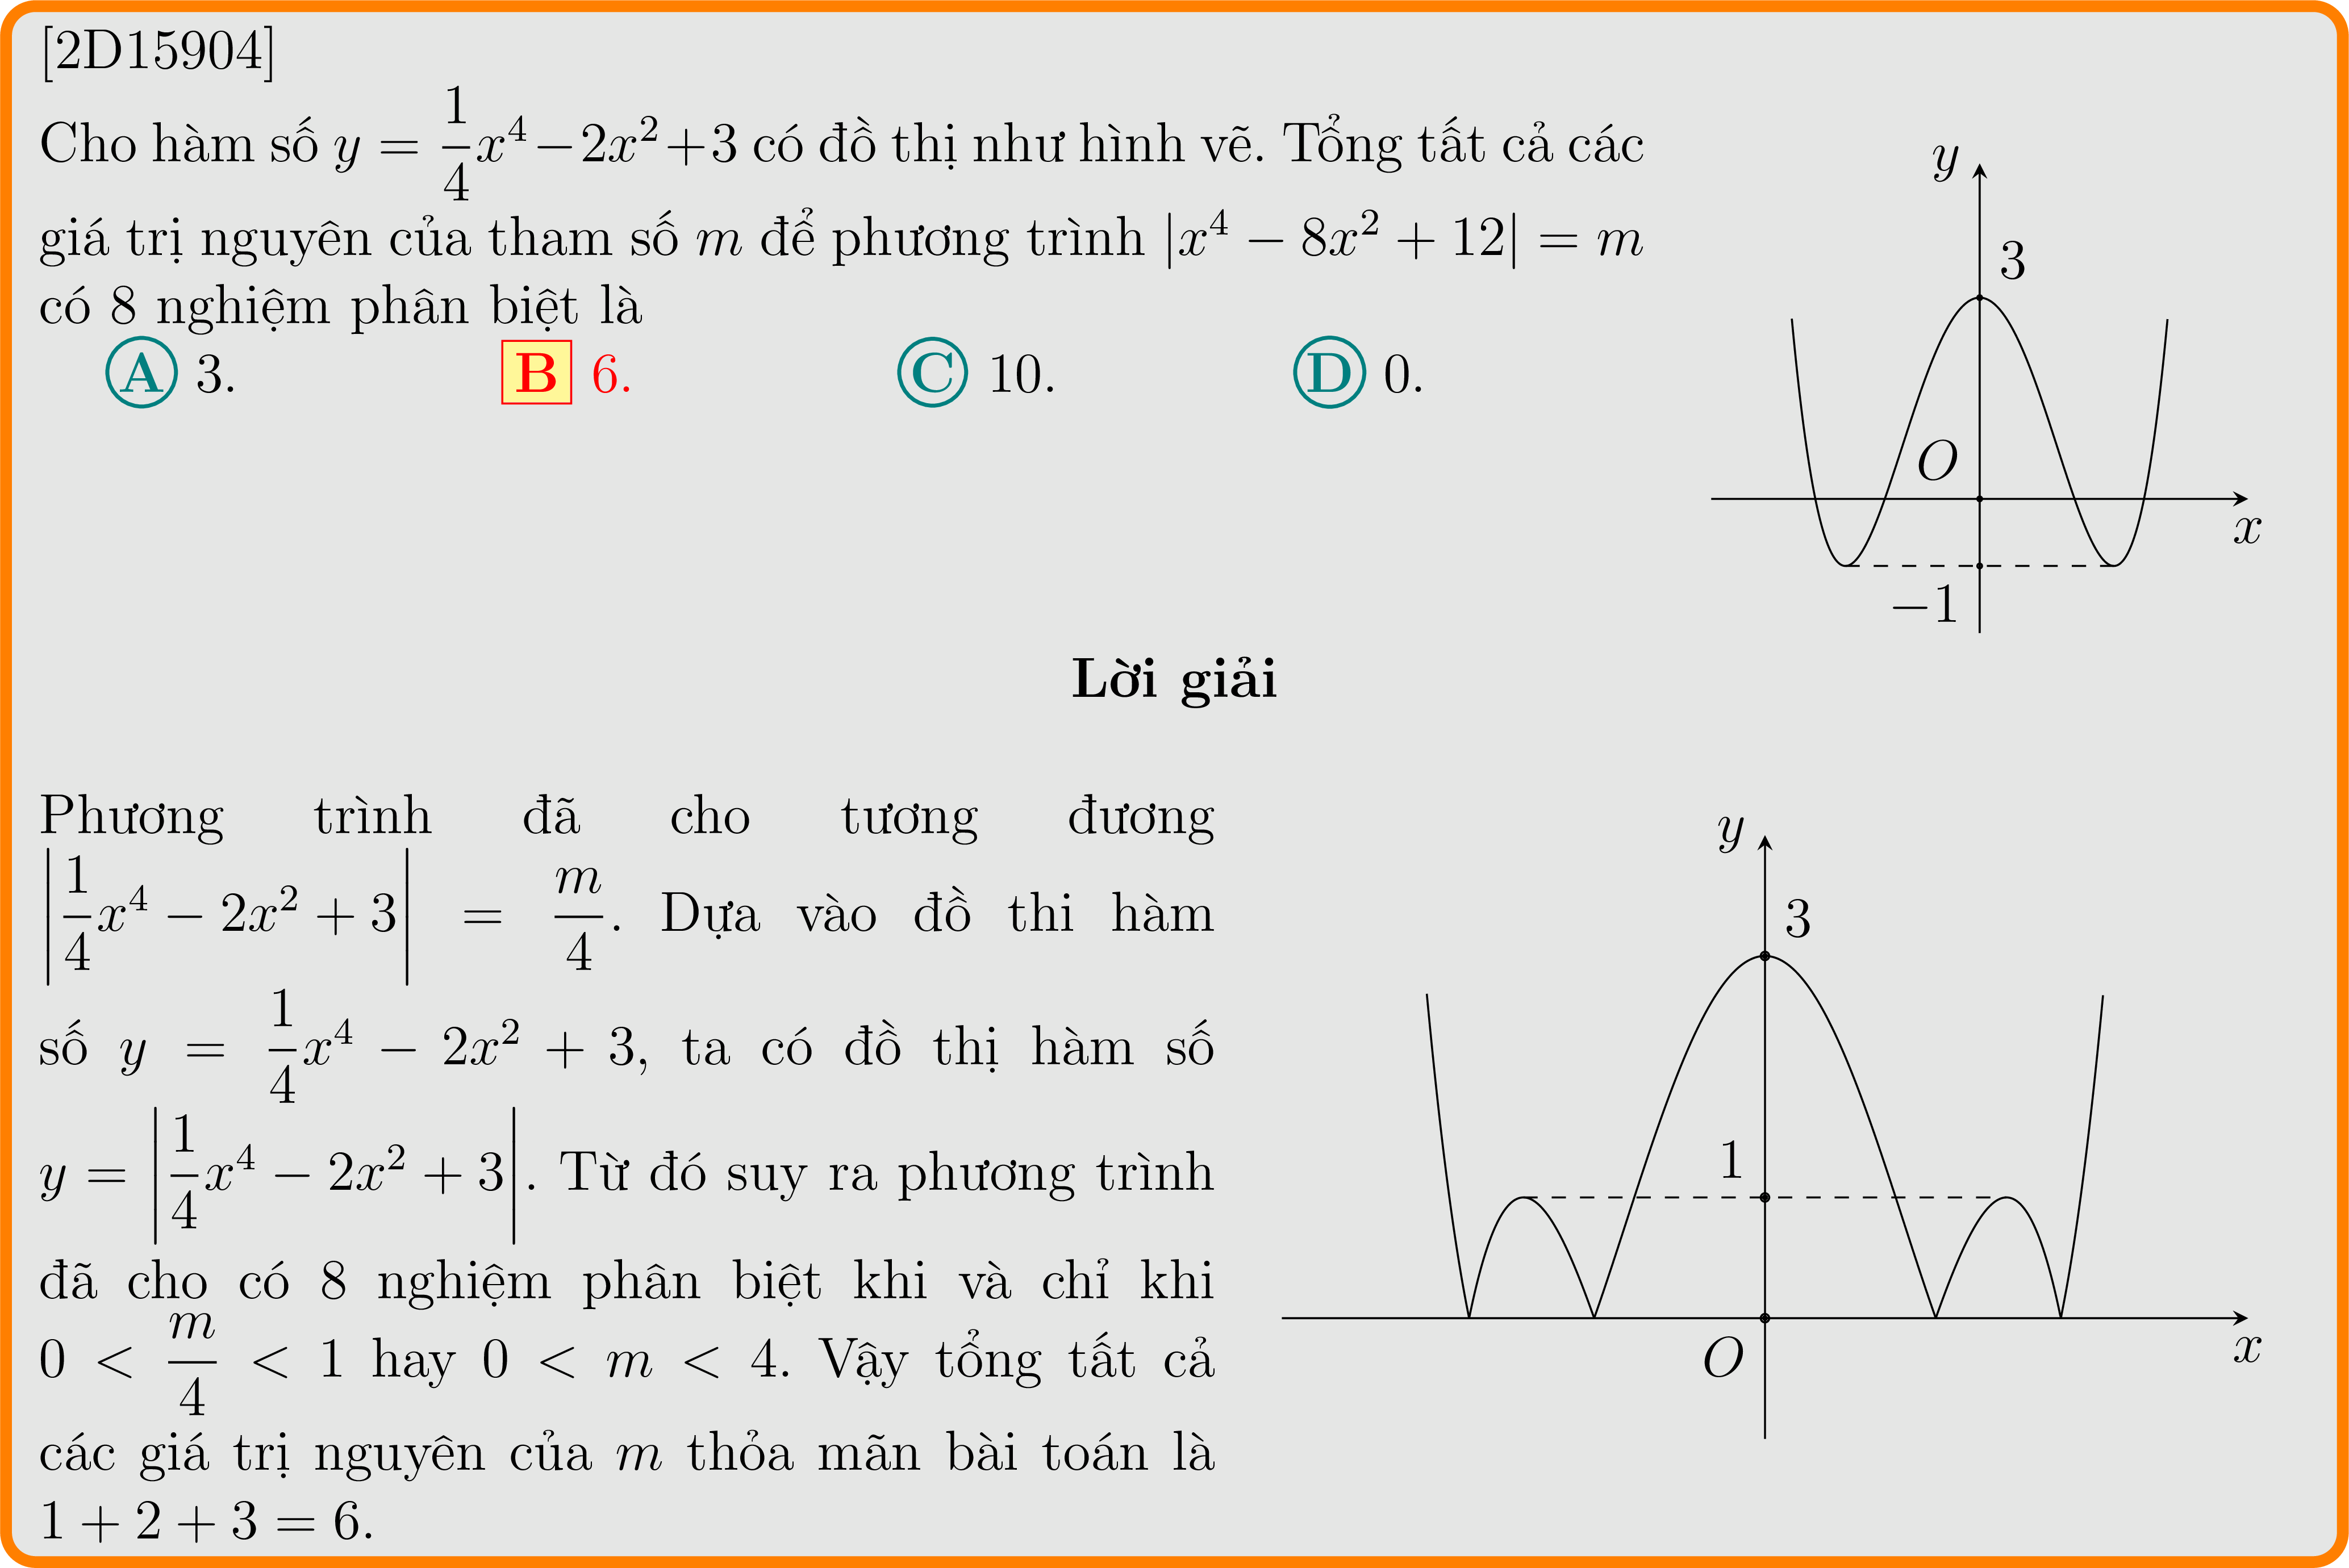 [2D15904]
Cho hàm số y = \frac{1}{4}x^4 − 2x^2 + 3 có đồ thị như hình vẽ. Tổng tất cả các
giá trị nguyên của tham số m để phương trình |x^4 − 8x^2 + 12| = m
có 8 nghiệm phân biệt là
A 3. B 6. C 10. D 0.
y
3
O
x
−1
Lời giải
Phương trình đã cho tương đương
\left|\frac{1}{4}x^4 − 2x^2 + 3\right| = \frac{m}{4}. Dựa vào đồ thi hàm
số y = \frac{1}{4}x^4 − 2x^2 + 3, ta có đồ thị hàm số
y = \left|\frac{1}{4}x^4 − 2x^2 + 3\right|. Từ đó suy ra phương trình
đã cho có 8 nghiệm phân biệt khi và chỉ khi
0 < \frac{m}{4} < 1 hay 0 < m < 4. Vậy tổng tất cả
các giá trị nguyên của m thỏa mãn bài toán là
1 + 2 + 3 = 6.
y
3
1
O
x